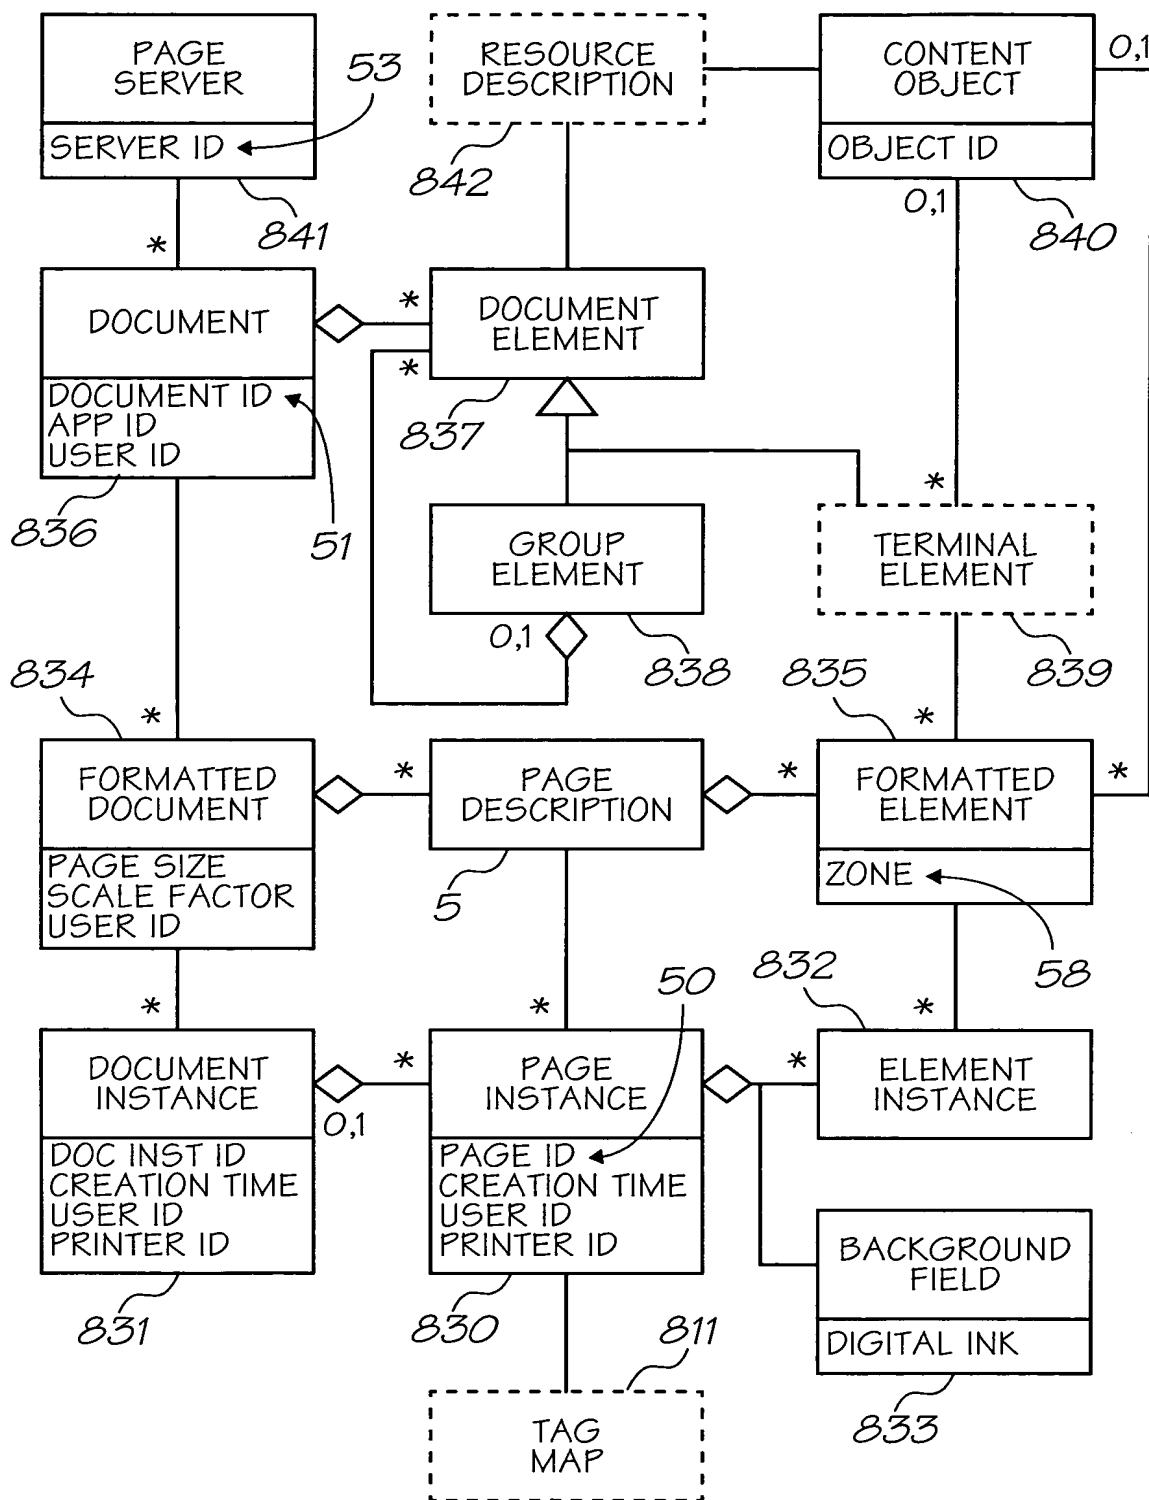 PAGE
SERVER
SERVER ID
53
841
*
RESOURCE
DESCRIPTION
842
CONTENT
OBJECT
OBJECT ID
0,1
0,1
840
DOCUMENT
DOCUMENT ID
APP ID
USER ID
836
51
*
DOCUMENT
ELEMENT
*
837
GROUP
ELEMENT
0,1
838
*
TERMINAL
ELEMENT
839
834
*
FORMATTED
DOCUMENT
PAGE SIZE
SCALE FACTOR
USER ID
*
PAGE
DESCRIPTION
5
835
*
*
FORMATTED
ELEMENT
*
ZONE
58
*
DOCUMENT
INSTANCE
0,1
DOC INST ID
CREATION TIME
USER ID
PRINTER ID
831
*
*
50
PAGE
INSTANCE
PAGE ID
CREATION TIME
USER ID
PRINTER ID
830
832
*
*
ELEMENT
INSTANCE
BACKGROUND
FIELD
DIGITAL INK
833
811
TAG
MAP